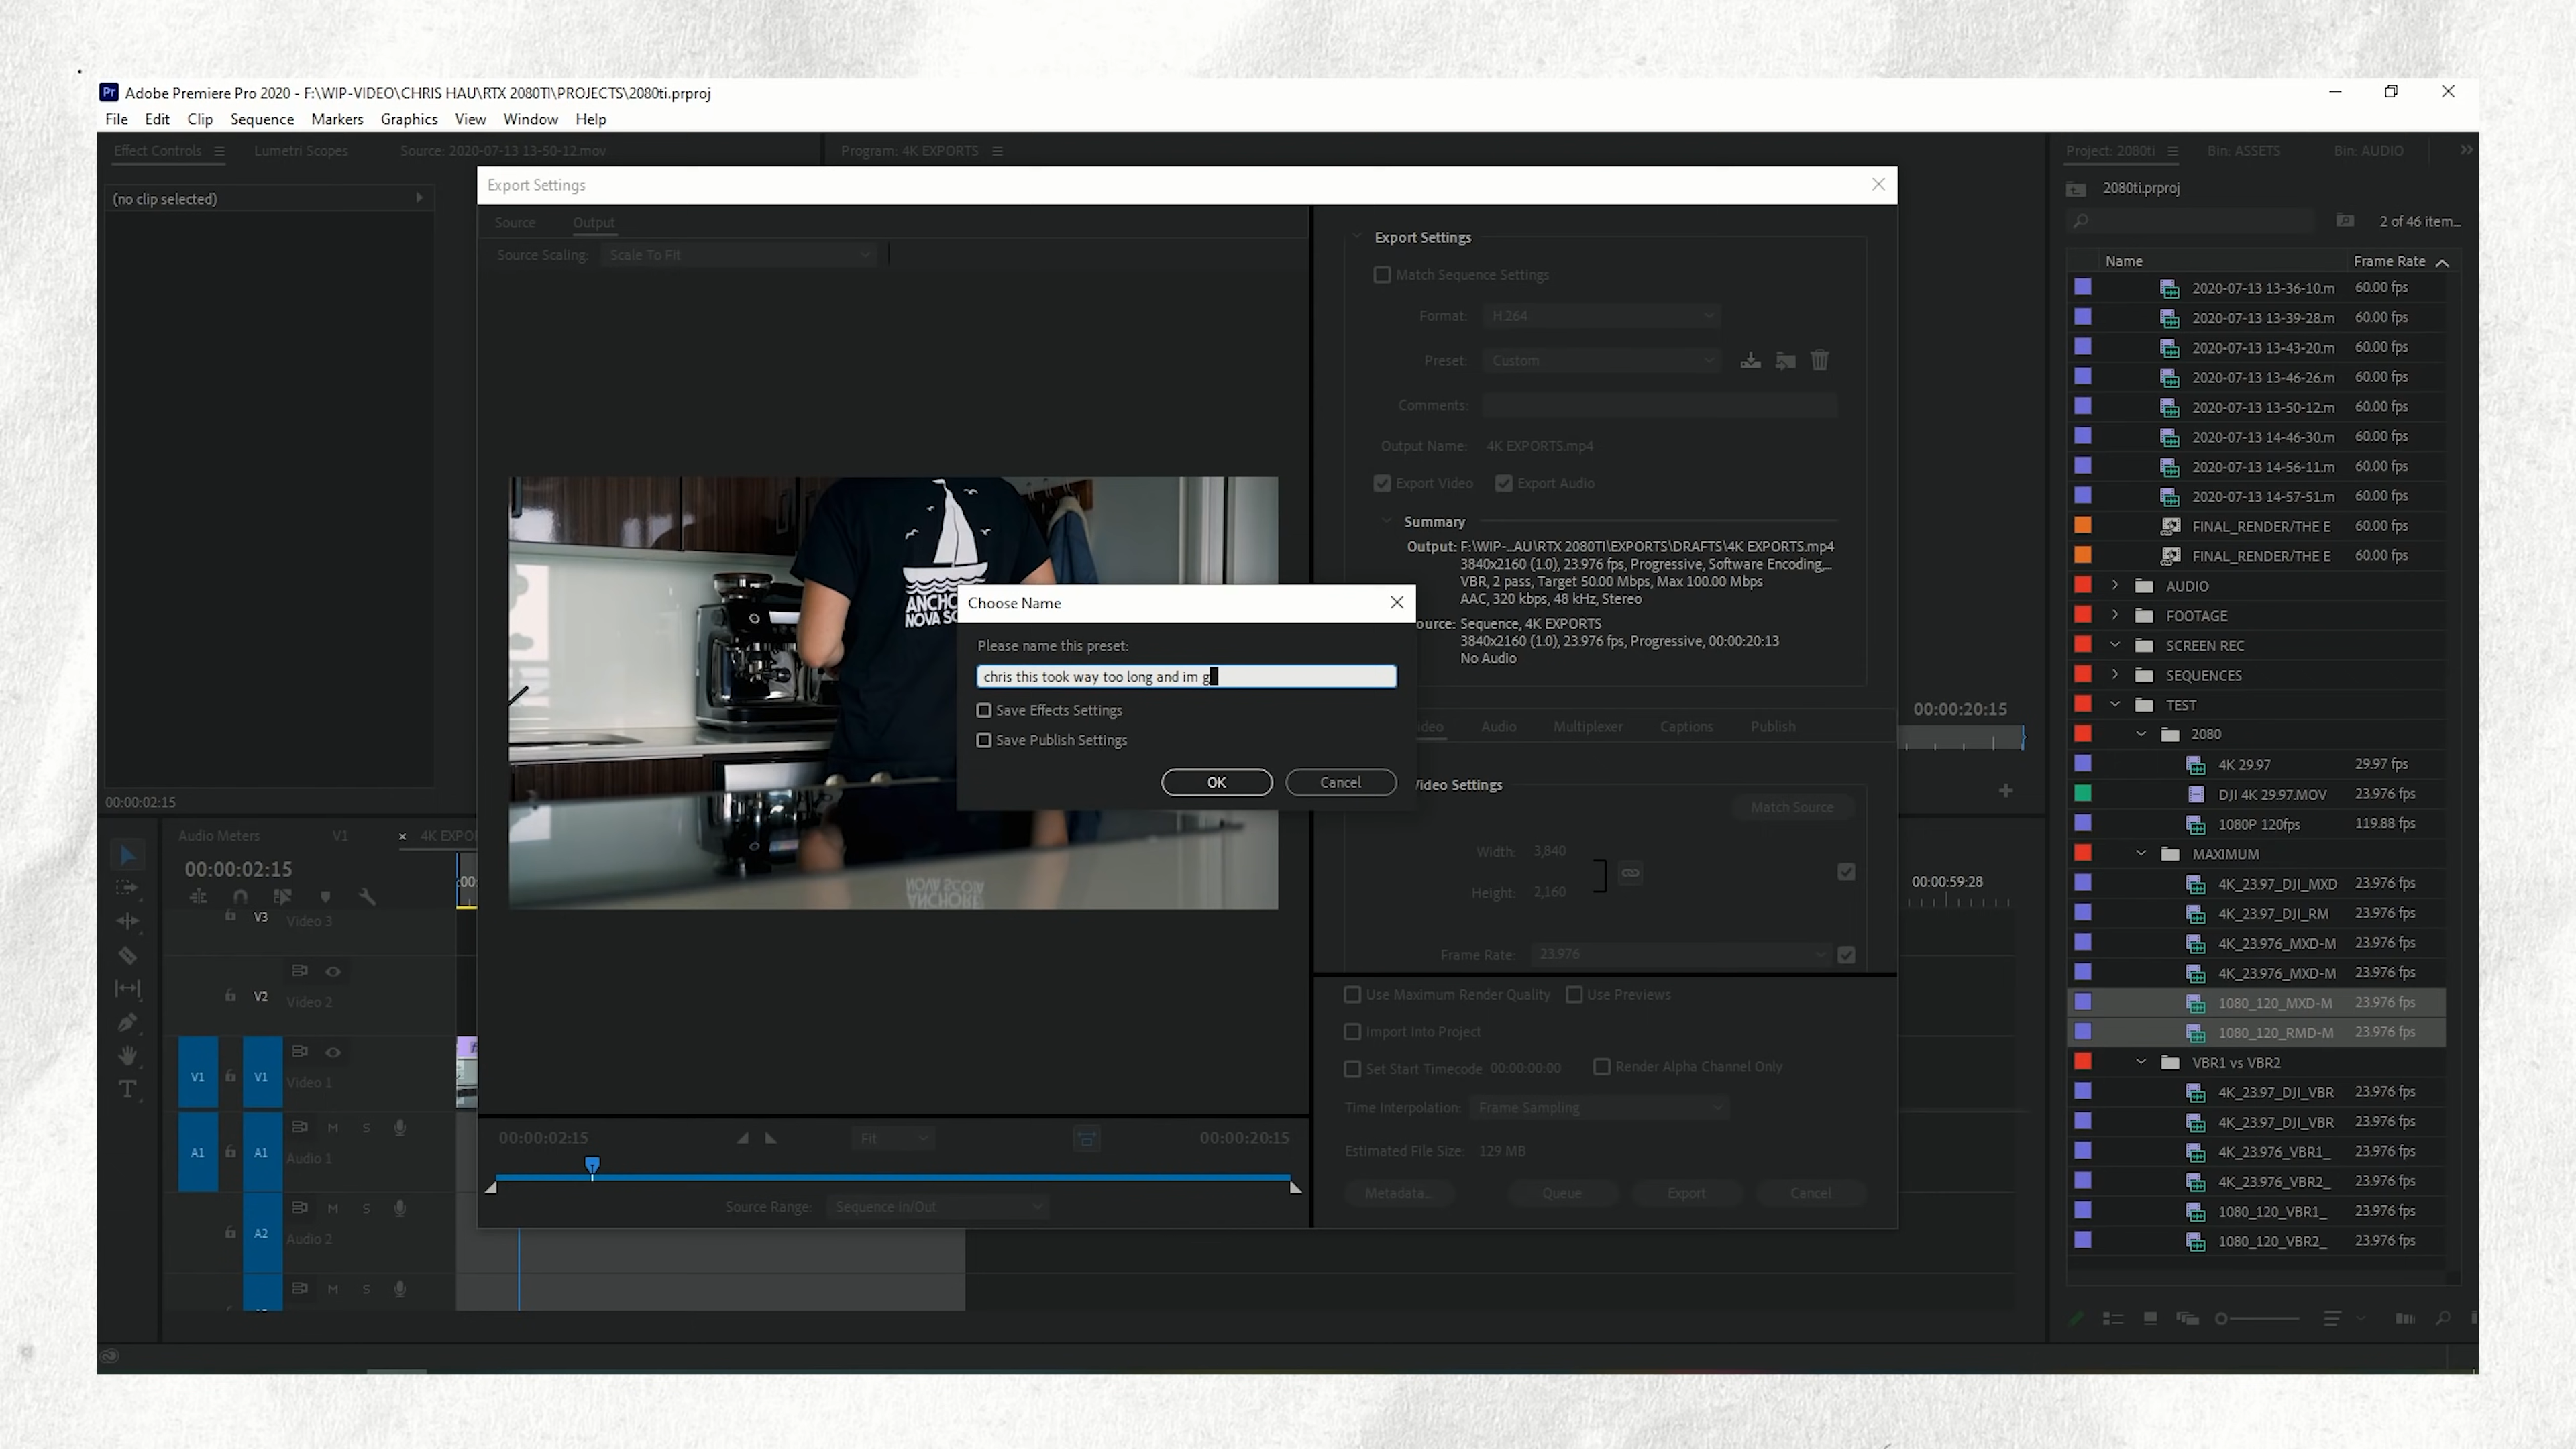 Pr Adobe Premiere Pro 2020 - F:\WIP-VIDEO\CHRIS HAU\RTX 2080TI\PROJECTS\2080ti.prproj
File Edit Clip Sequence Markers Graphics View Window Help
Effect Controls Lumetri Scopes Source: 2020-07-13 13-50-12.mov Program: 4K EXPORTS
(no clip selected)
00:00:02:15
Export Settings
Source Output
Source Scaling: Scale To Fit
ANCHO
NOVA SC
Choose Name
Please name this preset:
chris this took way too long and im g
Save Effects Settings
Save Publish Settings
OK Cancel
00:00:02:15 Fit 00:00:20:15
Source Range: Sequence In/Out
Export Settings
Match Sequence Settings
Format: H.264
Preset: Custom
Comments:
Output Name: 4K EXPORTS.mp4
Export Video Export Audio
Summary
Output: F:\WIP-_AU\RTX 2080TI\EXPORTS\DRAFTS\4K EXPORTS.mp4
3840x2160 (1.0), 23.976 fps, Progressive, Software Encoding,...
VBR, 2 pass, Target 50.00 Mbps, Max 100.00 Mbps
AAC, 320 kbps, 48 kHz, Stereo
ource: Sequence, 4K EXPORTS
3840x2160 (1.0), 23.976 fps, Progressive, 00:00:20:13
No Audio
deo Audio Multiplexer Captions Publish
Video Settings
Match Source
Width: 3,840
Height: 2,160
Frame Rate: 23.976
Use Maximum Render Quality Use Previews
Import Into Project
Set Start Timecode 00:00:00:00 Render Alpha Channel Only
Time Interpolation: Frame Sampling
Estimated File Size: 129 MB
Metadata... Queue Export Cancel
00:00:20:15
00:00:59:28
Audio Meters V1 × 4K EXPO
00:00:02:15
:00
V3 Video 3
V2 Video 2
V1 V1 Video 1
A1 A1 M S Audio 1
A2 M S Audio 2
M S
Project: 2080ti Bin: ASSETS Bin: AUDIO
2080ti.prproj
2 of 46 item...
Name Frame Rate
2020-07-13 13-36-10.m 60.00 fps
2020-07-13 13-39-28.m 60.00 fps
2020-07-13 13-43-20.m 60.00 fps
2020-07-13 13-46-26.m 60.00 fps
2020-07-13 13-50-12.m 60.00 fps
2020-07-13 14-46-30.m 60.00 fps
2020-07-13 14-56-11.m 60.00 fps
2020-07-13 14-57-51.m 60.00 fps
FINAL_RENDER/THE E 60.00 fps
FINAL_RENDER/THE E 60.00 fps
AUDIO
FOOTAGE
SCREEN REC
SEQUENCES
TEST
2080
4K 29.97 29.97 fps
DJI 4K 29.97.MOV 23.976 fps
1080P 120fps 119.88 fps
MAXIMUM
4K_23.97_DJI_MXD 23.976 fps
4K_23.97_DJI_RM 23.976 fps
4K_23.976_MXD-M 23.976 fps
4K_23.976_MXD-M 23.976 fps
1080_120_MXD-M 23.976 fps
1080_120_RMD-M 23.976 fps
VBR1 vs VBR2
4K_23.97_DJI_VBR 23.976 fps
4K_23.97_DJI_VBR 23.976 fps
4K_23.976_VBR1_ 23.976 fps
4K_23.976_VBR2_ 23.976 fps
1080_120_VBR1_ 23.976 fps
1080_120_VBR2_ 23.976 fps